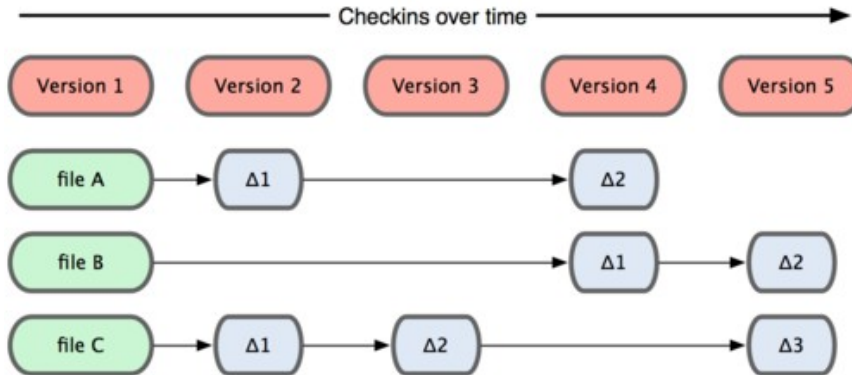 Checkins over time
Version 1 Version 2 Version 3 Version 4 Version 5
file A Δ1 Δ2
file B Δ1 Δ2
file C Δ1 Δ2 Δ3